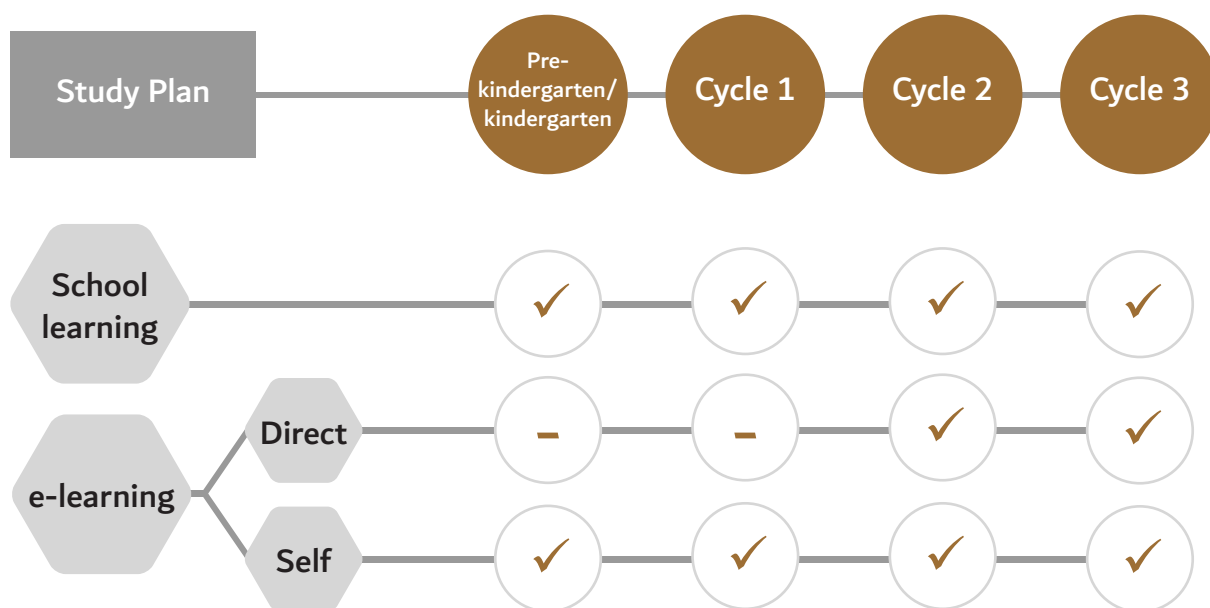 Study Plan
Pre-
kindergarten/
kindergarten
Cycle 1
Cycle 2
Cycle 3
School
learning
✓ ✓ ✓ ✓
e-learning
Direct
- - ✓ ✓
Self
✓ ✓ ✓ ✓